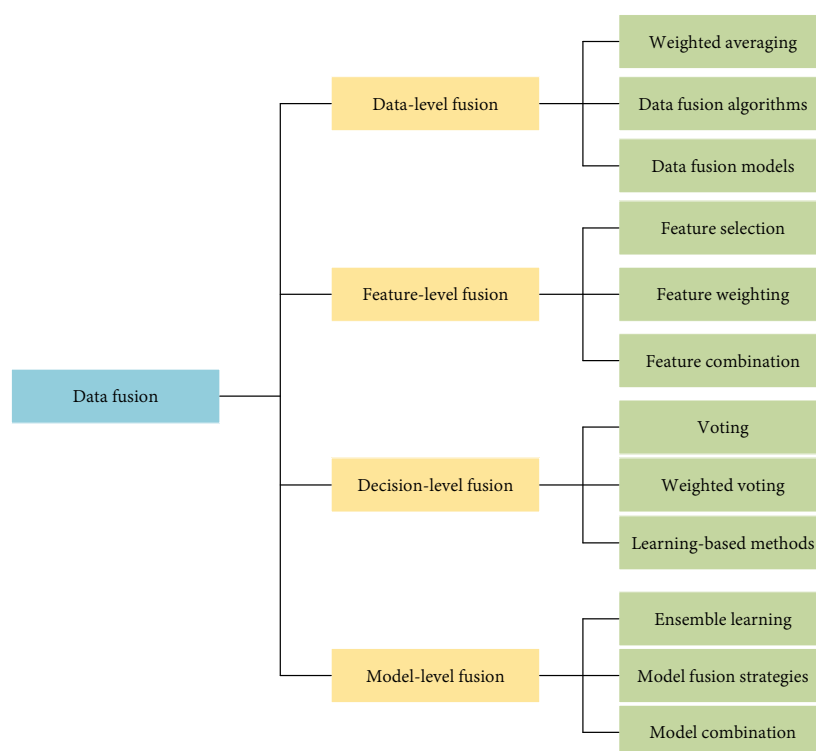 Data fusion
Data-level fusion
Weighted averaging
Data fusion algorithms
Data fusion models
Feature-level fusion
Feature selection
Feature weighting
Feature combination
Decision-level fusion
Voting
Weighted voting
Learning-based methods
Model-level fusion
Ensemble learning
Model fusion strategies
Model combination